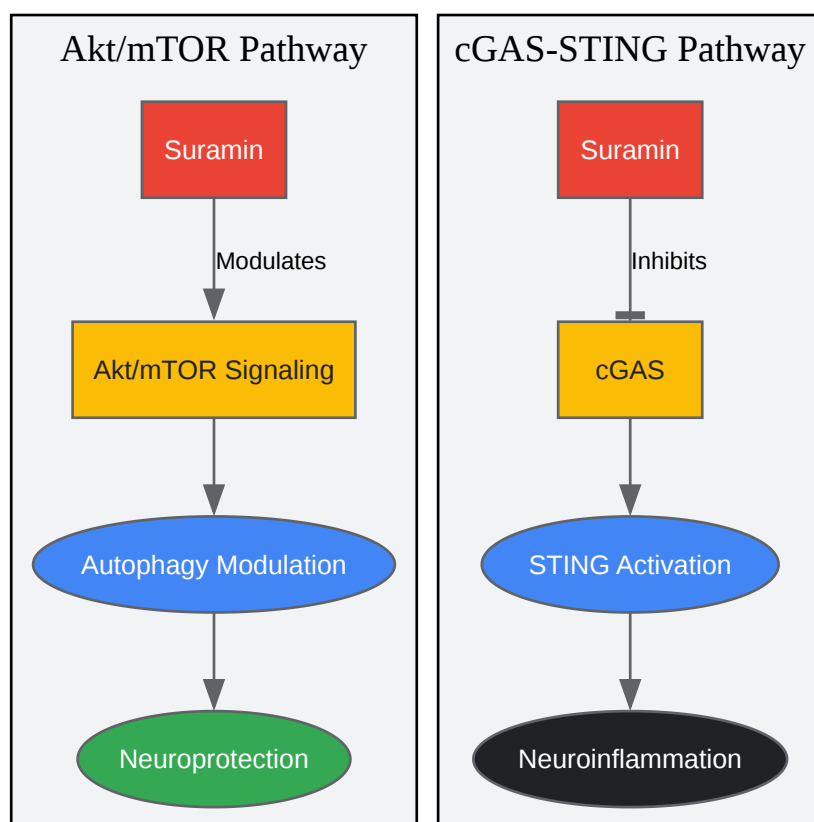 Akt/mTOR Pathway
Suramin
Modulates
Akt/mTOR Signaling
Autophagy Modulation
Neuroprotection
cGAS-STING Pathway
Suramin
Inhibits
cGAS
STING Activation
Neuroinflammation